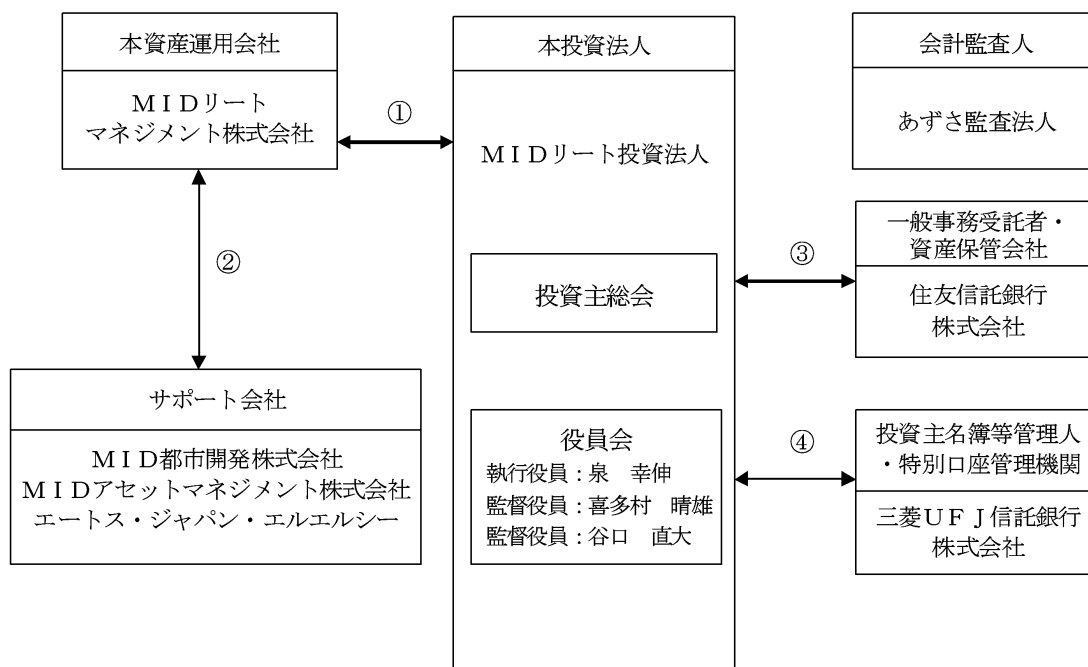 本資産運用会社
ＭＩＤリート
マネジメント株式会社
①
②
サポート会社
ＭＩＤ都市開発株式会社
ＭＩＤアセットマネジメント株式会社
エートス・ジャパン・エルエルシー
本投資法人
ＭＩＤリート投資法人
投資主総会
役員会
執行役員：泉　幸伸
監督役員：喜多村　晴雄
監督役員：谷口　直大
会計監査人
あずさ監査法人
③
一般事務受託者・
資産保管会社
住友信託銀行
株式会社
④
投資主名簿等管理人
・特別口座管理機関
三菱ＵＦＪ信託銀行
株式会社